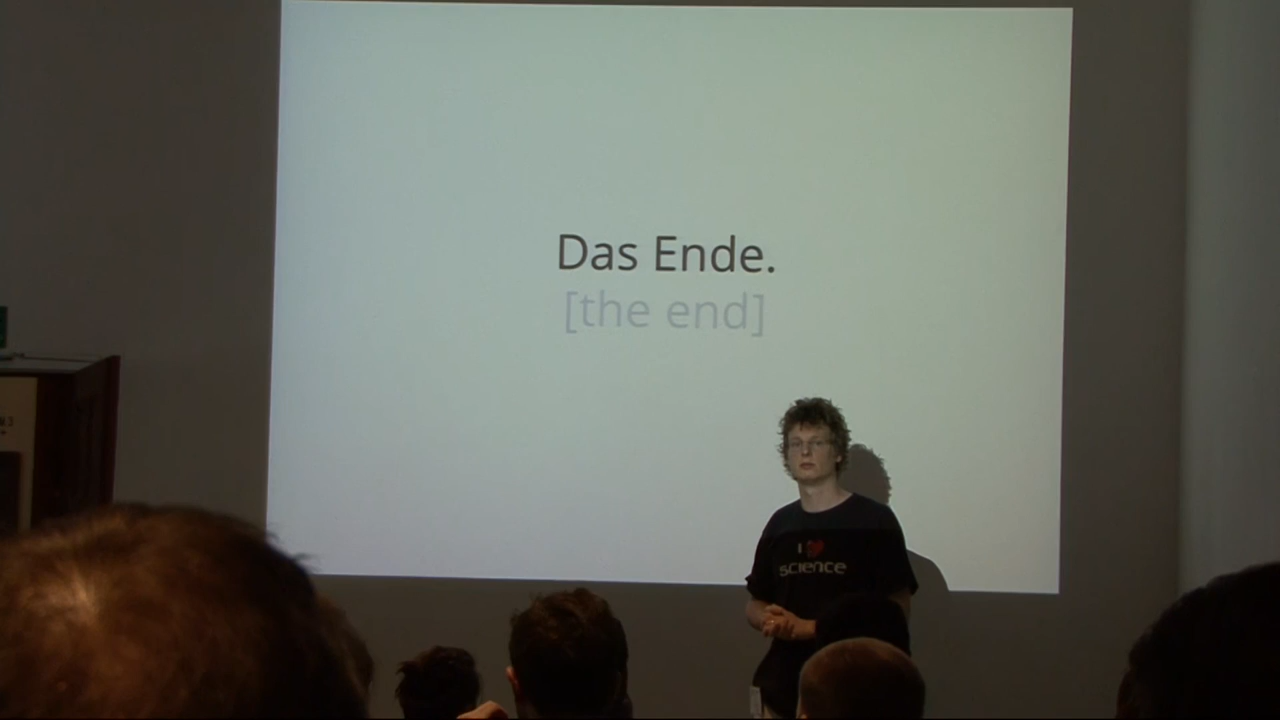 Das Ende.
[the end]
I ❤
science